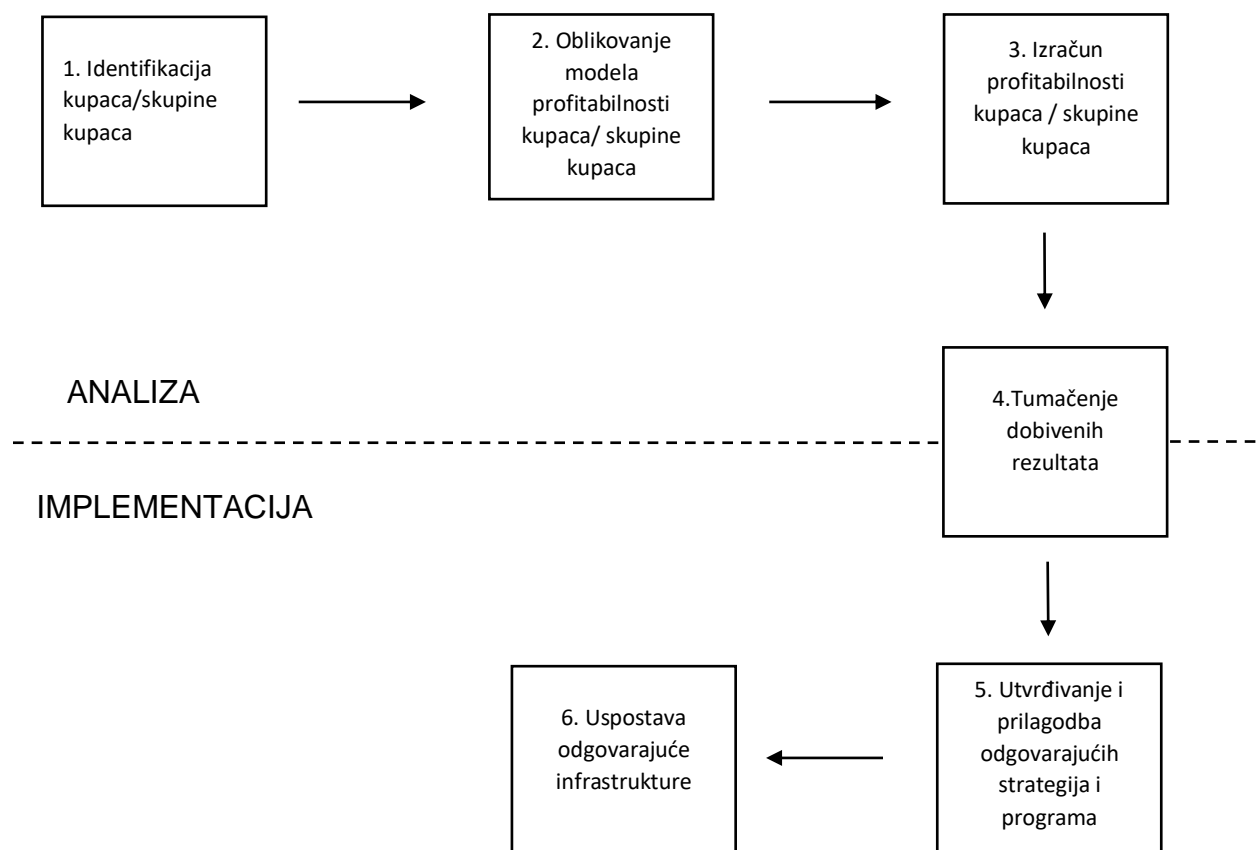 1. Identifikacija
kupaca/skupine
kupaca
2. Oblikovanje
modela
profitabilnosti
kupaca/ skupine
kupaca
3. Izračun
profitabilnosti
kupaca / skupine
kupaca
ANALIZA
4.Tumačenje
dobivenih
rezultata
IMPLEMENTACIJA
5. Utvrđivanje i
prilagodba
odgovarajućih
strategija i
programa
6. Uspostava
odgovarajuće
infrastrukture